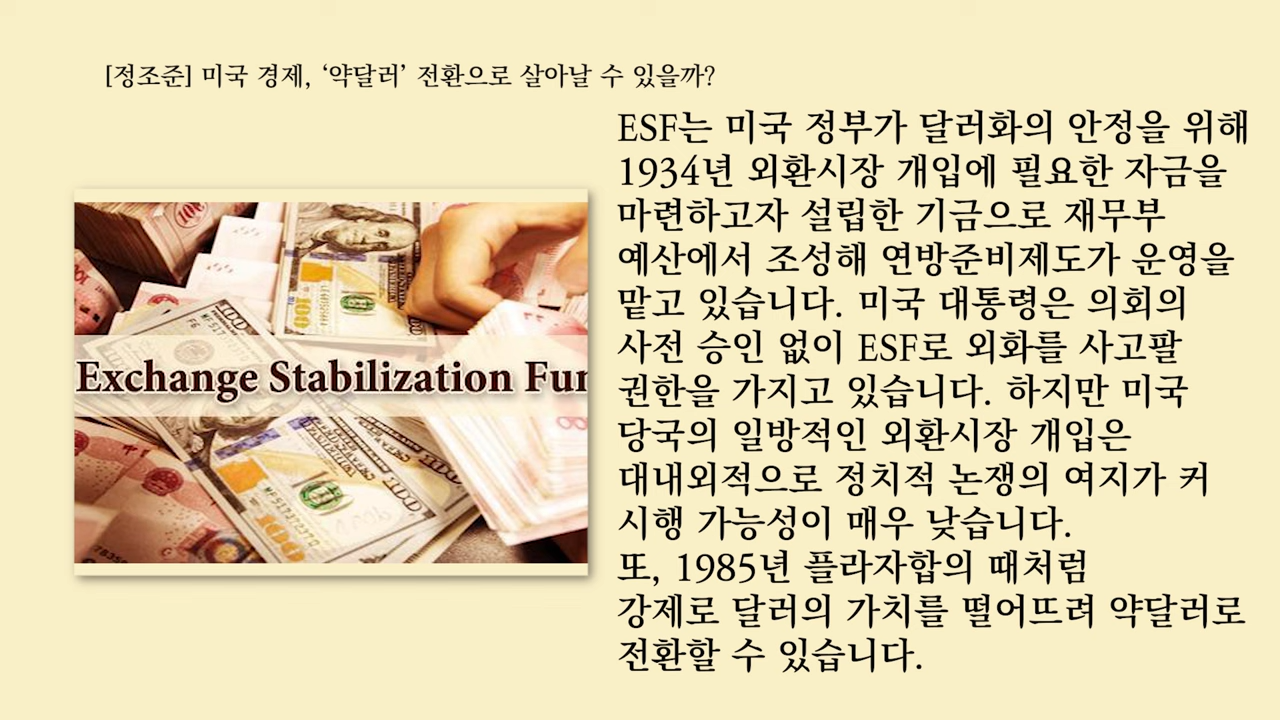 [정조준] 미국 경제, ‘약달러’ 전환으로 살아날 수 있을까?
ESF는 미국 정부가 달러화의 안정을 위해
1934년 외환시장 개입에 필요한 자금을
마련하고자 설립한 기금으로 재무부
예산에서 조성해 연방준비제도가 운영을
맡고 있습니다. 미국 대통령은 의회의
사전 승인 없이 ESF로 외화를 사고팔
권한을 가지고 있습니다. 하지만 미국
당국의 일방적인 외환시장 개입은
대내외적으로 정치적 논쟁의 여지가 커
시행 가능성이 매우 낮습니다.
또, 1985년 플라자합의 때처럼
강제로 달러의 가치를 떨어뜨려 약달러로
전환할 수 있습니다.
Exchange Stabilization Fun
100
100
F6